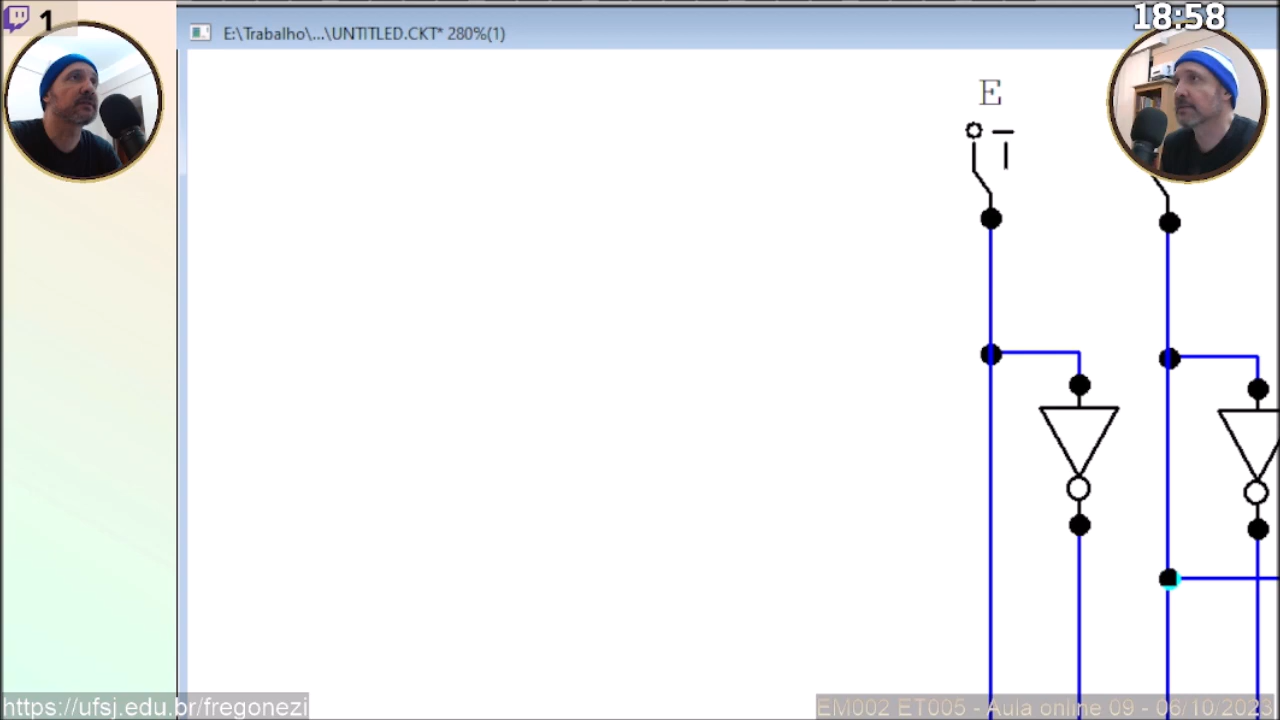 1
18:58
E:\Trabalho\...\UNTITLED.CKT* 280%(1)
E
https://ufsj.edu.br/fregonezi
EM002 ET005 - Aula online 09 - 06/10/2023